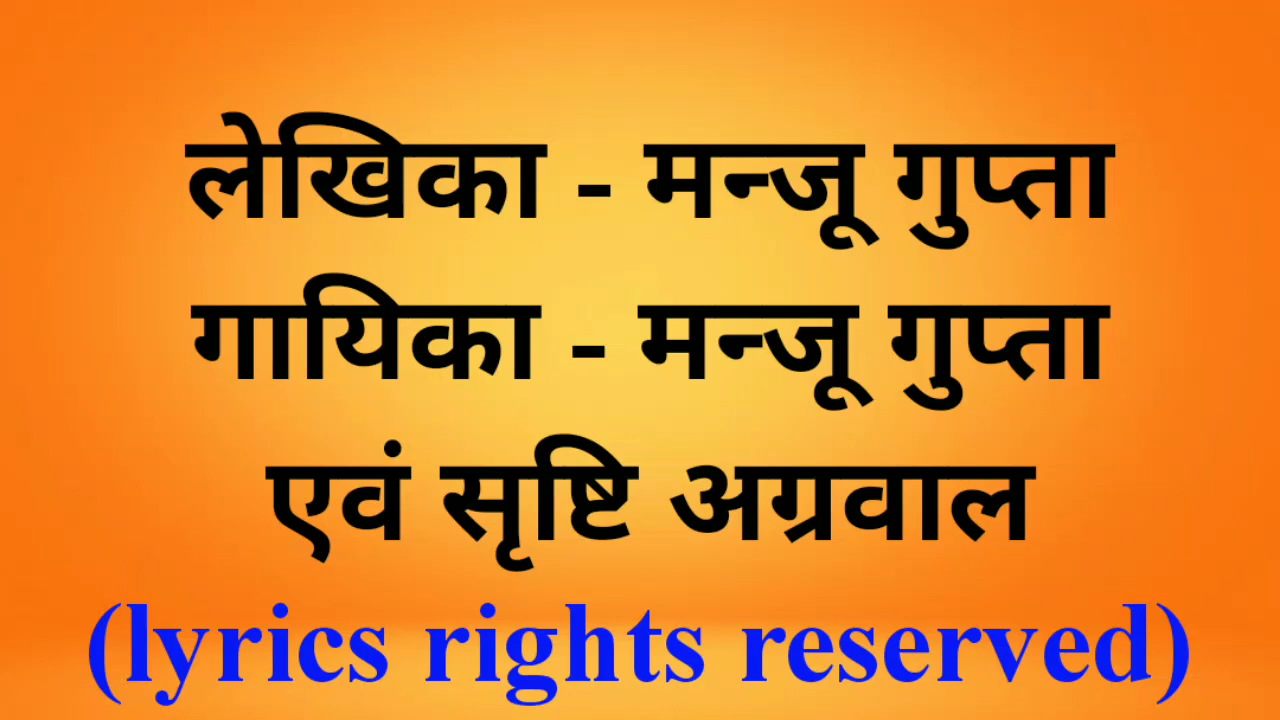 लेखिका - मन्जू गुप्ता
गायिका - मन्जू गुप्ता
एवं सृष्टि अग्रवाल
(lyrics rights reserved)